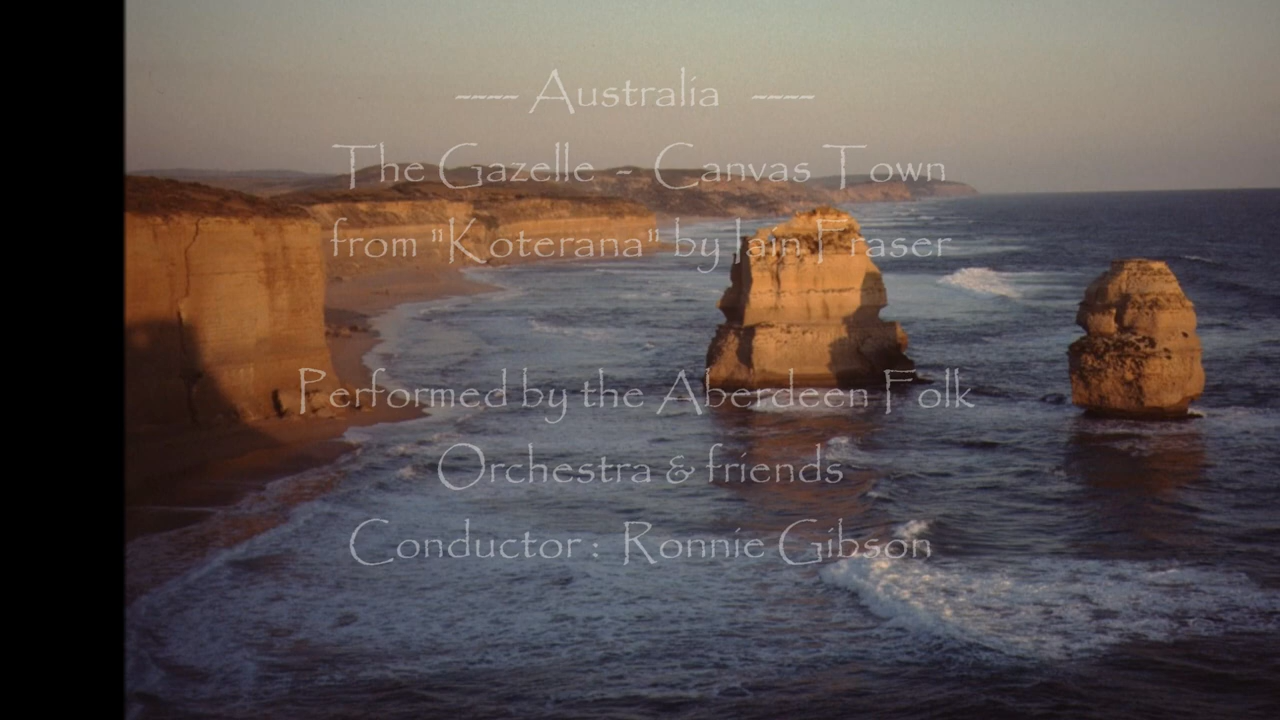 ---- Australia ----
The Gazelle - Canvas Town
from "Koterana" by Iain Fraser
Performed by the Aberdeen Folk
Orchestra & friends
Conductor : Ronnie Gibson